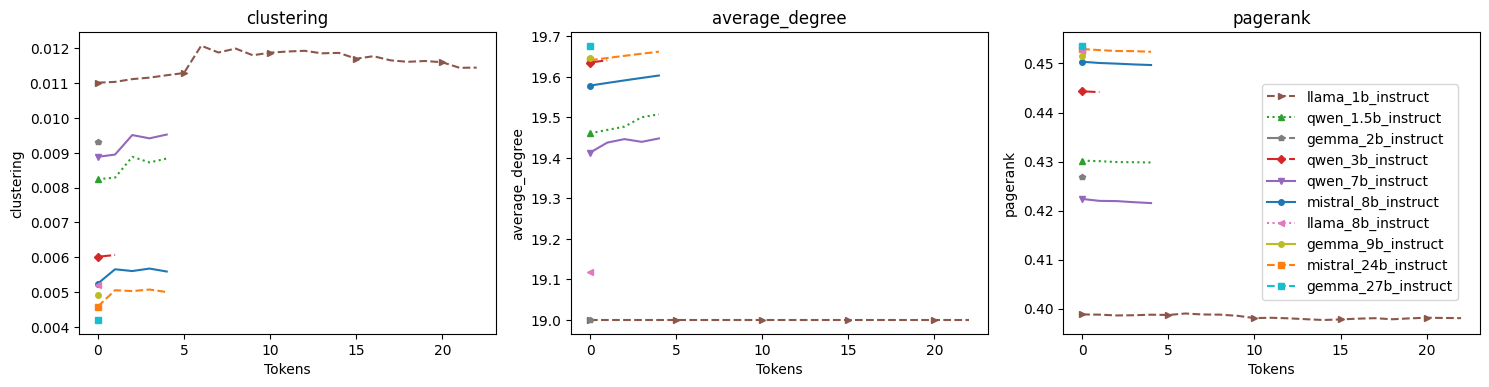 clustering
clustering
0.012
0.011
0.010
0.009
0.008
0.007
0.006
0.005
0.004
0
5
10
15
20
Tokens
average_degree
average_degree
19.7
19.6
19.5
19.4
19.3
19.2
19.1
19.0
0
5
10
15
20
Tokens
pagerank
pagerank
0.45
0.44
0.43
0.42
0.41
0.40
0
5
10
15
20
Tokens
llama_1b_instruct
qwen_1.5b_instruct
gemma_2b_instruct
qwen_3b_instruct
qwen_7b_instruct
mistral_8b_instruct
llama_8b_instruct
gemma_9b_instruct
mistral_24b_instruct
gemma_27b_instruct